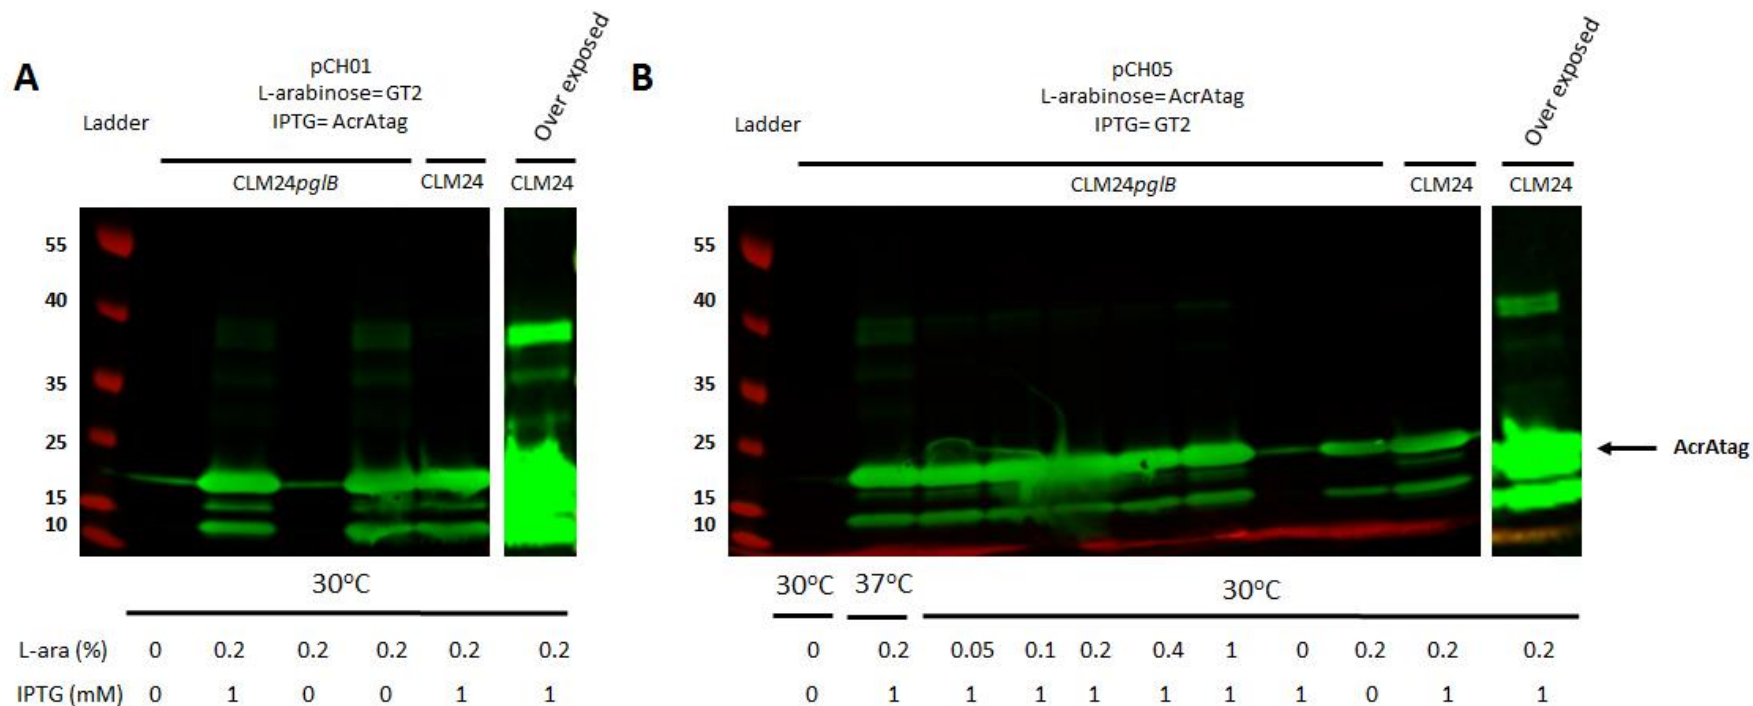 A
pCH01
L-arabinose=GT2
IPTG= AcrAtag
Over exposed
Ladder
CLM24pglB
CLM24
CLM24
55
40
35
25
15
10
30°C
L-ara (%) 0 0.2 0.2 0.2 0.2 0.2
IPTG (mM) 0 1 0 0 1 1
B
pCH05
L-arabinose=AcrAtag
IPTG= GT2
Over exposed
Ladder
CLM24pglB
CLM24
CLM24
55
40
35
25
15
10
AcrAtag
30°C 37°C 30°C
0 0.2 0.05 0.1 0.2 0.4 1 0 0.2 0.2 0.2
0 1 1 1 1 1 1 1 0 1 1